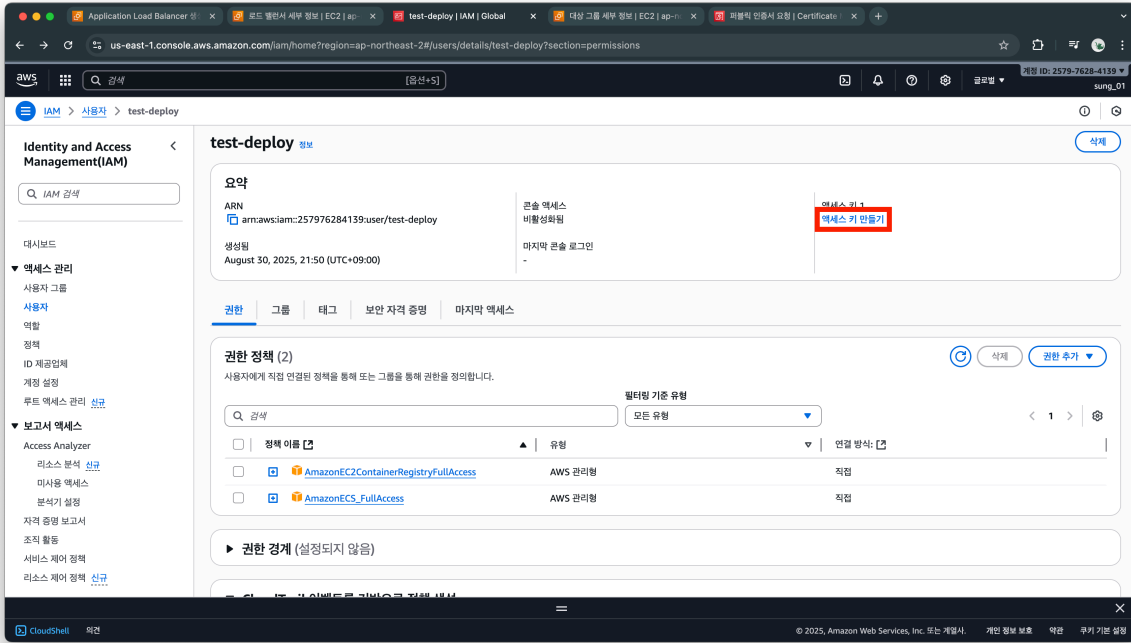 Application Load Balancer 생
로드 밸런서 세부 정보 | EC2 | ap-
test-deploy | IAM | Global
대상 그룹 세부 정보 | EC2 | ap-n
퍼블릭 인증서 요청 | Certificate
us-east-1.console.aws.amazon.com/iam/home?region=ap-northeast-2#/users/details/test-deploy?section=permissions
aws
검색
[옵션+S]
글로벌
계정 ID: 2579-7628-4139
sung_01
IAM > 사용자 > test-deploy
Identity and Access
Management(IAM)
IAM 검색
대시보드
액세스 관리
사용자 그룹
사용자
역할
정책
ID 제공업체
계정 설정
루트 액세스 관리 신규
보고서 액세스
Access Analyzer
리소스 분석 신규
미사용 액세스
분석기 설정
자격 증명 보고서
조직 활동
서비스 제어 정책
리소스 제어 정책 신규
test-deploy 정보
삭제
요약
ARN
arn:aws:iam::257976284139:user/test-deploy
생성됨
August 30, 2025, 21:50 (UTC+09:00)
콘솔 액세스
비활성화됨
마지막 콘솔 로그인
-
액세스 키 1
액세스 키 만들기
권한
그룹
태그
보안 자격 증명
마지막 액세스
권한 정책 (2)
삭제
권한 추가
사용자에게 직접 연결된 정책을 통해 또는 그룹을 통해 권한을 정의합니다.
필터링 기준 유형
검색
모든 유형
1
정책 이름
유형
연결 방식:
AmazonEC2ContainerRegistryFullAccess
AWS 관리형
직접
AmazonECS_FullAccess
AWS 관리형
직접
권한 경계 (설정되지 않음)
CloudTrail 이벤트를 기반으로 정책 생성
CloudShell
의견
© 2025, Amazon Web Services, Inc. 또는 계열사.
개인 정보 보호
약관
쿠키 기본 설정